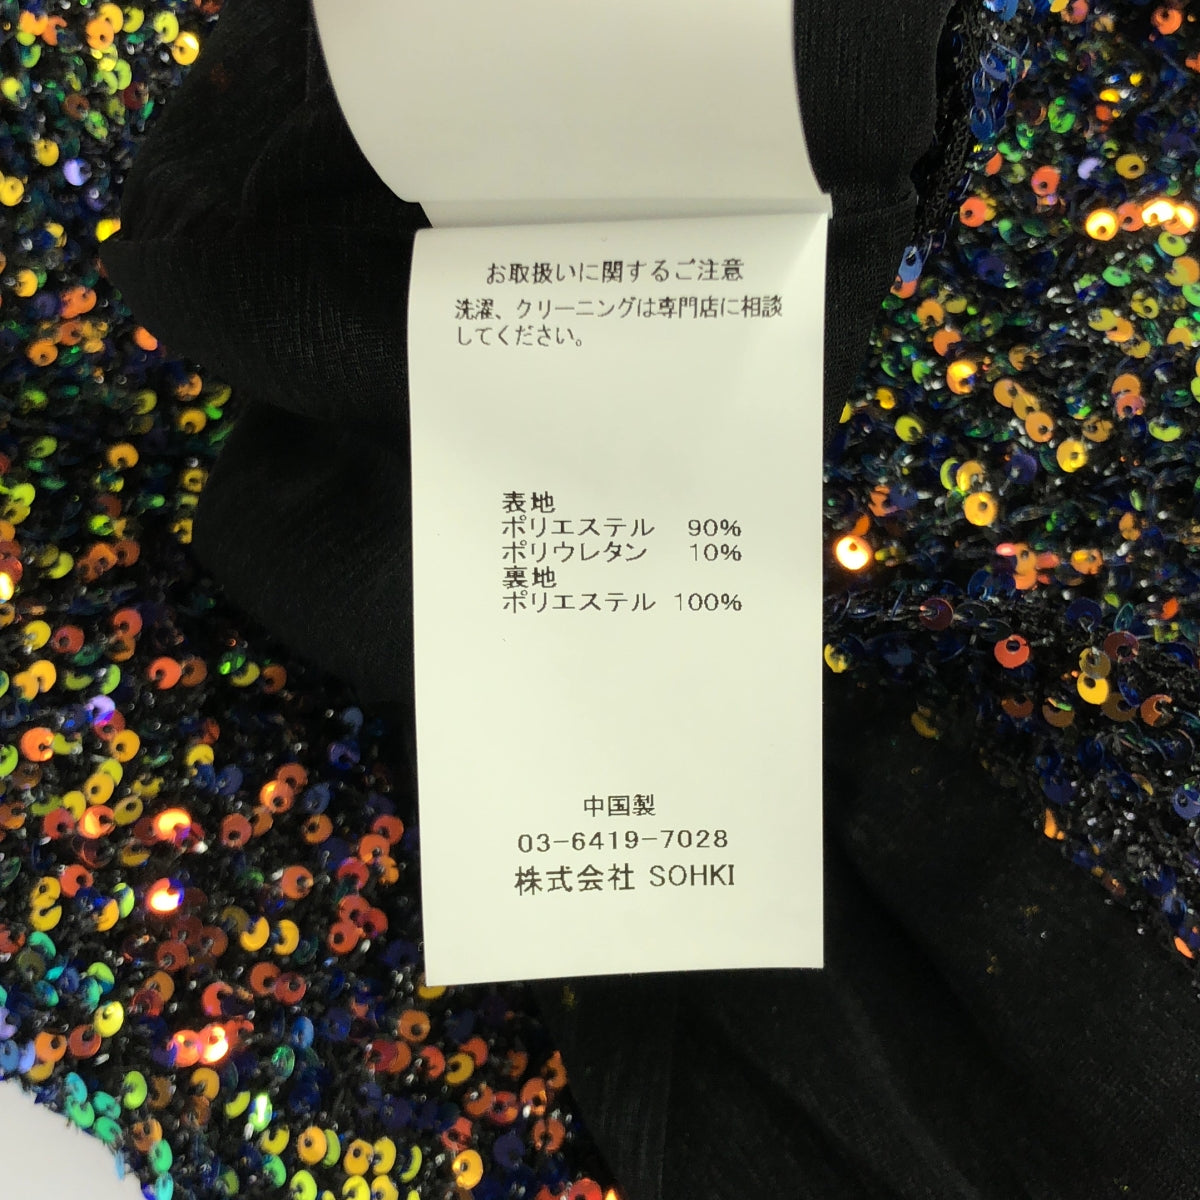 お取扱いに関するご注意
洗濯、クリーニングは専門店に相談
してください。
表地
ポリエステル 90%
ポリウレタン 10%
裏地
ポリエステル 100%
中国製
03-6419-7028
株式会社 SOHKI